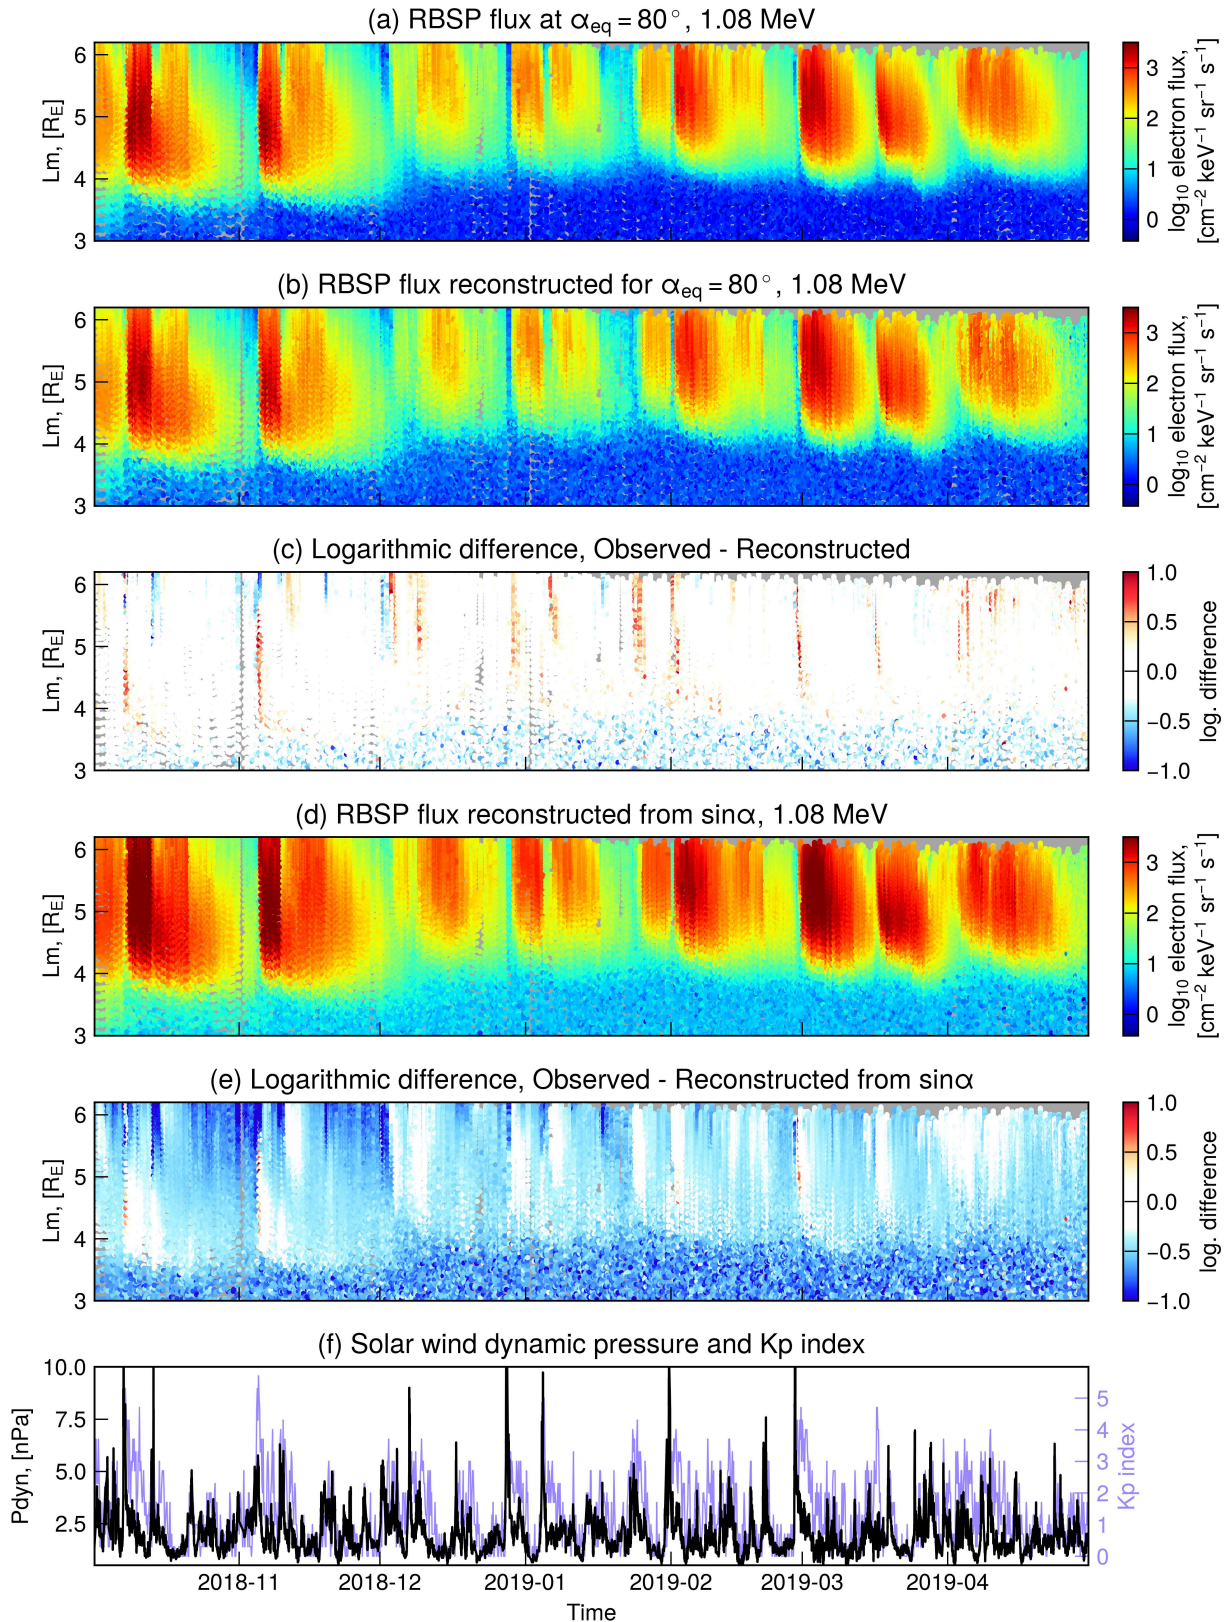 (a) RBSP flux at αeq = 80°, 1.08 MeV
6
5
4
3
Lm, [RE]
3
2
1
0
log10 electron flux,
[cm−2 keV−1 sr−1 s−1]
(b) RBSP flux reconstructed for αeq = 80°, 1.08 MeV
6
5
4
3
Lm, [RE]
3
2
1
0
log10 electron flux,
[cm−2 keV−1 sr−1 s−1]
(c) Logarithmic difference, Observed - Reconstructed
6
5
4
3
Lm, [RE]
1.0
0.5
0.0
−0.5
−1.0
log. difference
(d) RBSP flux reconstructed from sinα, 1.08 MeV
6
5
4
3
Lm, [RE]
3
2
1
0
log10 electron flux,
[cm−2 keV−1 sr−1 s−1]
(e) Logarithmic difference, Observed - Reconstructed from sinα
6
5
4
3
Lm, [RE]
1.0
0.5
0.0
−0.5
−1.0
log. difference
(f) Solar wind dynamic pressure and Kp index
10.0
7.5
5.0
2.5
Pdyn, [nPa]
5
4
3
2
1
0
Kp index
2018-11 2018-12 2019-01 2019-02 2019-03 2019-04
Time